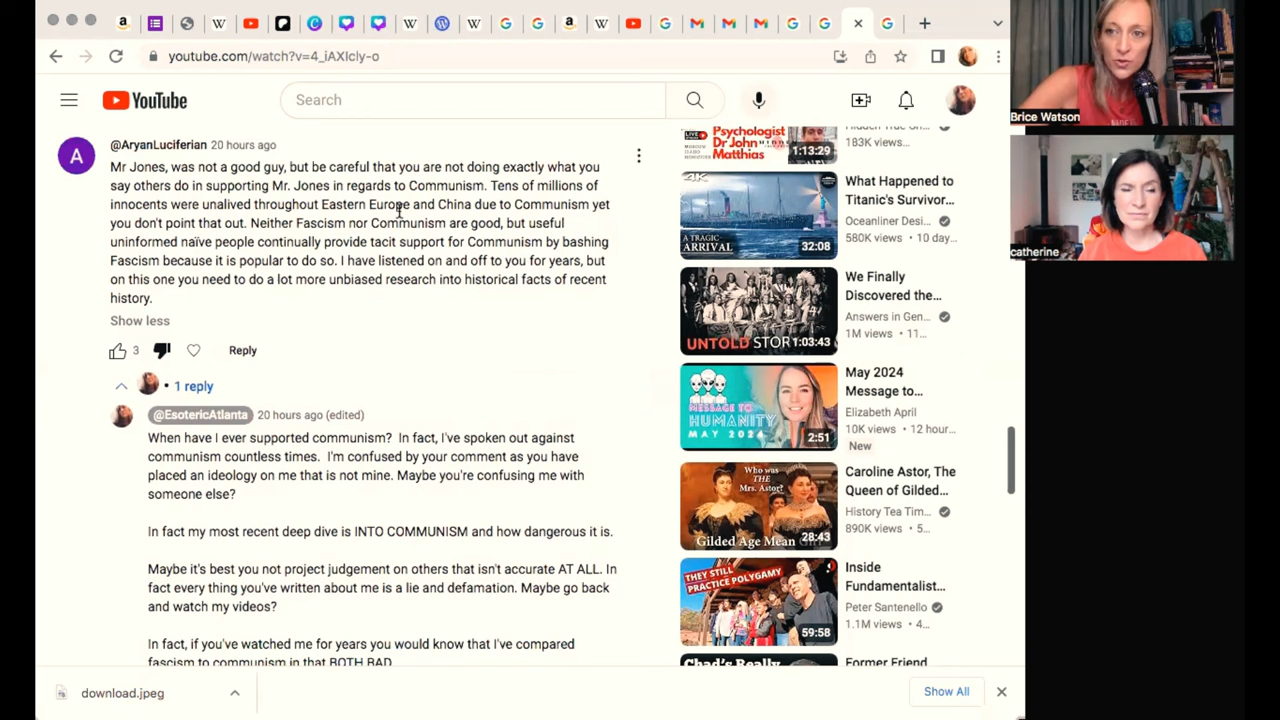 youtube.com/watch?v=4_iAXIcly-o
YouTube
Search
A
@AryanLuciferian 20 hours ago
Mr Jones, was not a good guy, but be careful that you are not doing exactly what you
say others do in supporting Mr. Jones in regards to Communism. Tens of millions of
innocents were unalived throughout Eastern Europe and China due to Communism yet
you don't point that out. Neither Fascism nor Communism are good, but useful
uninformed naïve people continually provide tacit support for Communism by bashing
Fascism because it is popular to do so. I have listened on and off to you for years, but
on this one you need to do a lot more unbiased research into historical facts of recent
history.
Show less
3
Reply
1 reply
@EsotericAtlanta 20 hours ago (edited)
When have I ever supported communism? In fact, I've spoken out against
communism countless times. I'm confused by your comment as you have
placed an ideology on me that is not mine. Maybe you're confusing me with
someone else?
In fact my most recent deep dive is INTO COMMUNISM and how dangerous it is.
Maybe it's best you not project judgement on others that isn't accurate AT ALL. In
fact every thing you've written about me is a lie and defamation. Maybe go back
and watch my videos?
In fact, if you've watched me for years you would know that I've compared
fascism to communism in that BOTH BAD
LIVE
Psychologist
Dr John
Matthias
1:13:29
183K views
4K
A TRAGIC
ARRIVAL
32:08
What Happened to
Titanic's Survivor...
Oceanliner Desi...
580K views • 10 day...
UNTOLD STOR
1:03:43
We Finally
Discovered the...
Answers in Gen...
1M views • 11...
MESSAGE TO
HUMANITY
MAY 2024
2:51
May 2024
Message to...
Elizabeth April
10K views • 12 hour...
New
Who was
THE
Mrs. Astor?
Gilded Age Mean
28:43
Caroline Astor, The
Queen of Gilded...
History Tea Tim...
890K views • 5...
THEY STILL
PRACTICE POLYGAMY
59:58
Inside
Fundamentalist...
Peter Santenello
1.1M views • 4...
Chad's Really
Former Friend
download.jpeg
Show All
Brice Watson
catherine